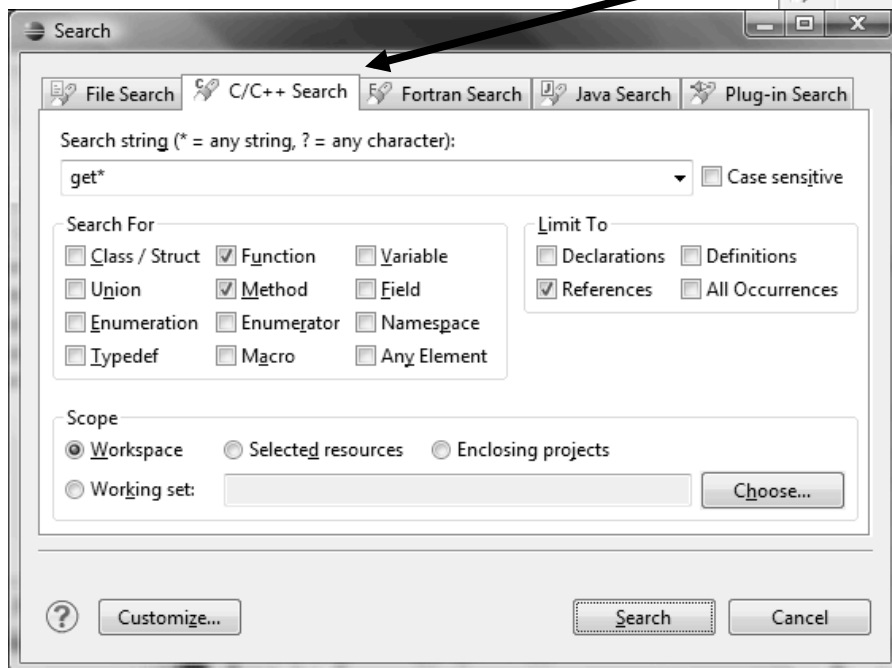 Search
File Search C/C++ Search Fortran Search Java Search Plug-in Search
Search string (* = any string, ? = any character):
get* Case sensitive
Search For Limit To
Class / Struct Function Variable Declarations Definitions
Union Method Field References All Occurrences
Enumeration Enumerator Namespace
Typedef Macro Any Element
Scope
Workspace Selected resources Enclosing projects
Working set: Choose...
? Customize... Search Cancel